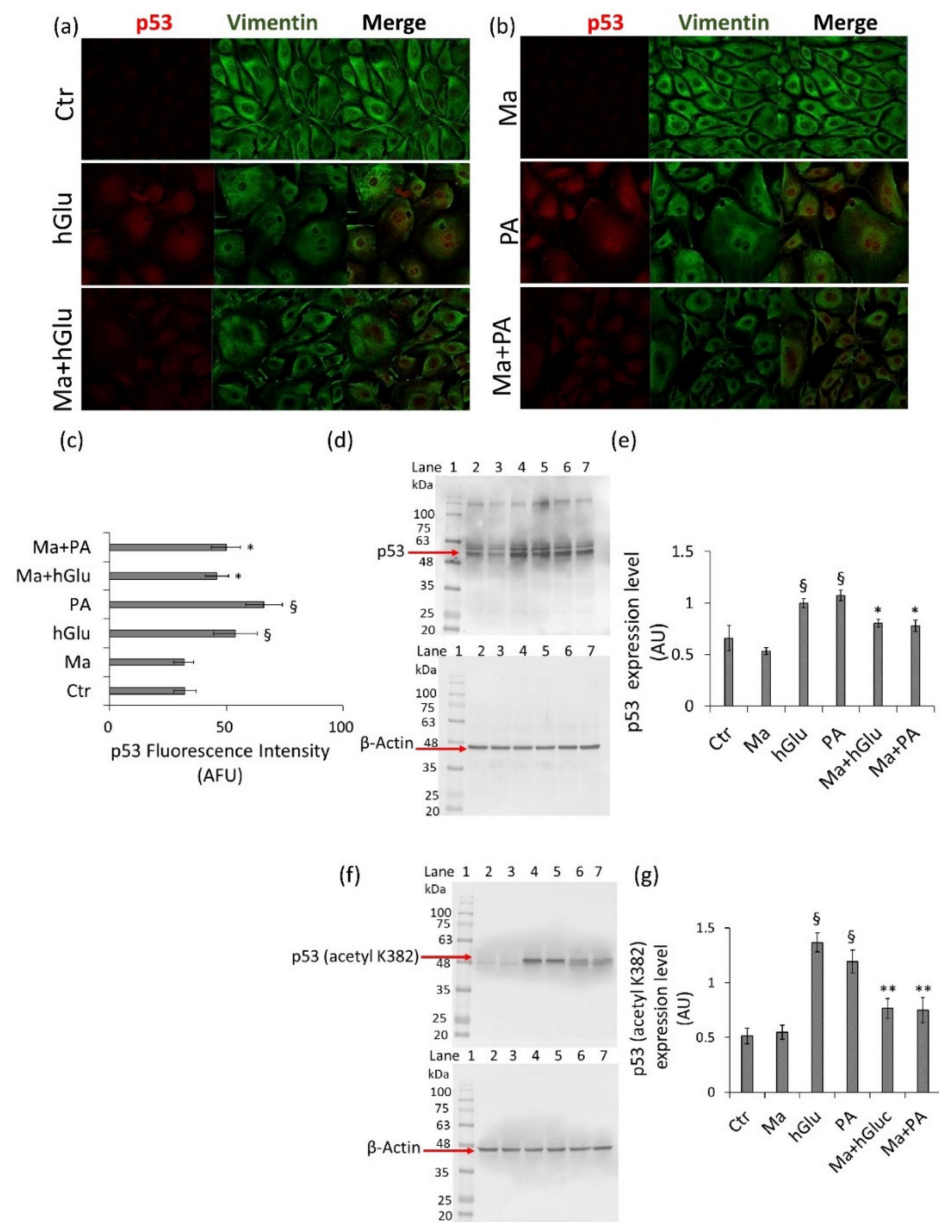 (a) p53 Vimentin Merge
Ctr
hGlu
Ma+hGlu
(b) p53 Vimentin Merge
Ma
PA
Ma+PA
(c)
Ma+PA *
Ma+hGlu *
PA §
hGlu §
Ma
Ctr
0 50 100
p53 Fluorescence Intensity
(AFU)
(d)
Lane 1 2 3 4 5 6 7
kDa
100
75
63
p53
48
35
25
20
Lane 1 2 3 4 5 6 7
kDa
100
75
63
β-Actin 48
35
25
20
(e)
p53 expression level
(AU)
1.5
1
0.5
0
§ § * *
Ctr Ma hGlu PA Ma+hGlu Ma+PA
(f)
Lane 1 2 3 4 5 6 7
kDa
100
75
63
p53 (acetyl K382) 48
35
25
20
Lane 1 2 3 4 5 6 7
kDa
100
75
63
48
β-Actin
35
25
20
(g)
p53 (acetyl K382)
expression level
(AU)
1.5
1
0.5
0
§ § ** **
Ctr Ma hGlu PA Ma+hGluc Ma+PA